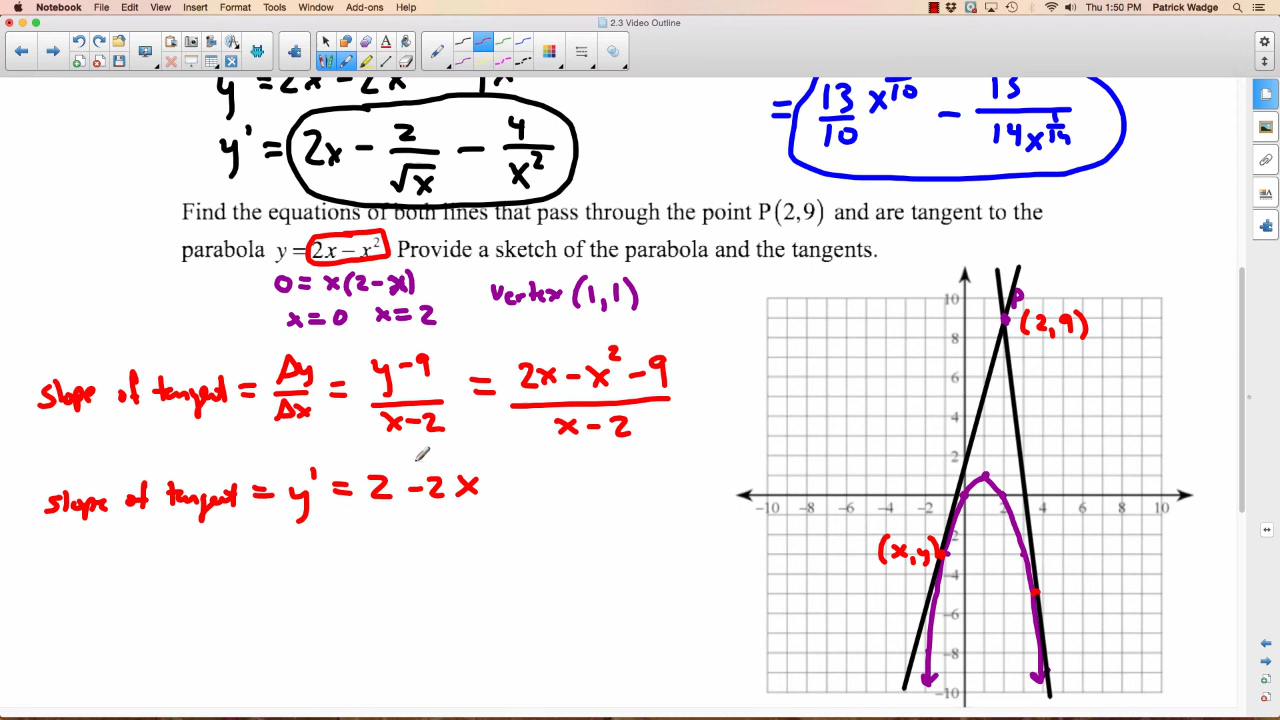 Notebook File Edit View Insert Format Tools Window Add-ons Help Thu 1:50 PM Patrick Wadge
2.3 Video Outline
y' = 2x
y' = 2x - 2/√x - 4/x²
= 13/10 x - 13/14x^(1/14)
Find the equations of both lines that pass through the point P(2,9) and are tangent to the
parabola y = 2x − x² Provide a sketch of the parabola and the tangents.
0 = x(2-x)
x=0 x=2
vertex (1,1)
slope of tangent = Δy/Δx = y-9/x-2 = 2x-x²-9/x-2
slope of tangent = y' = 2-2x
P
(2,9)
(x,y)
10
8
6
4
2
-10 -8 -6 -4 -2 2 4 6 8 10
-2
-4
-6
-8
-10